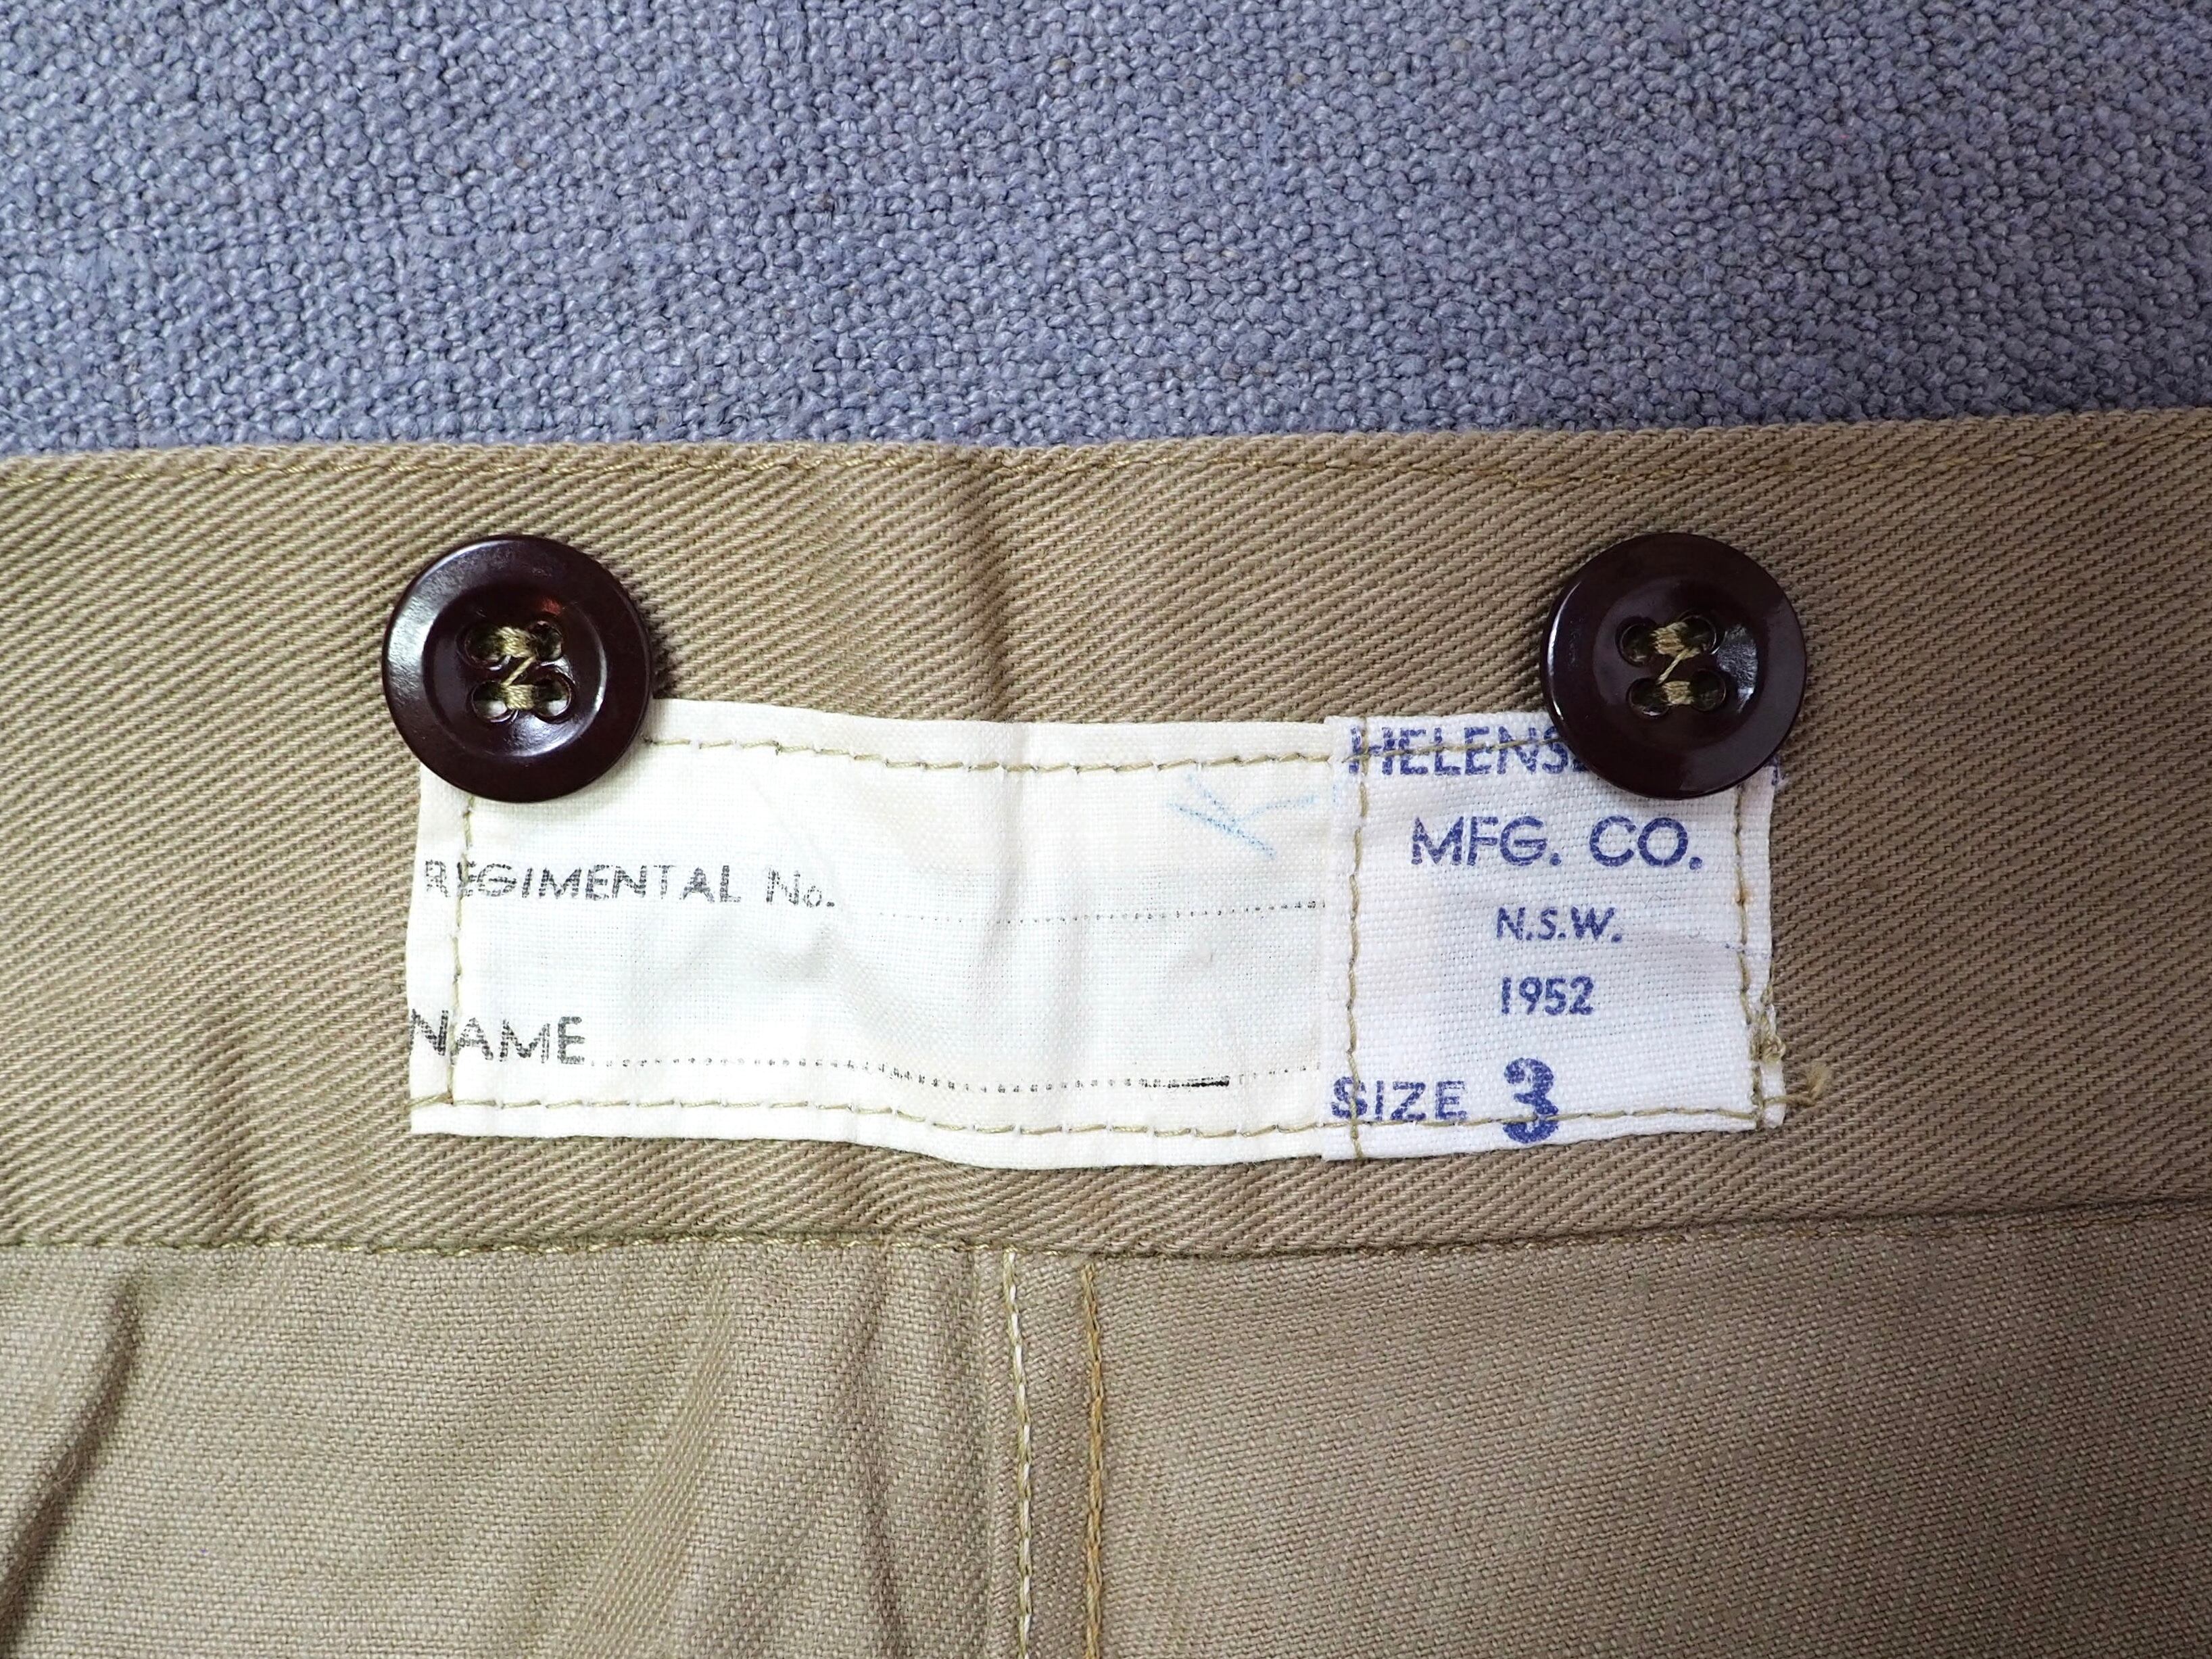 K
REGIMENTAL No.
NAME
MFG. CO.
N.S.W.
1952
SIZE 3